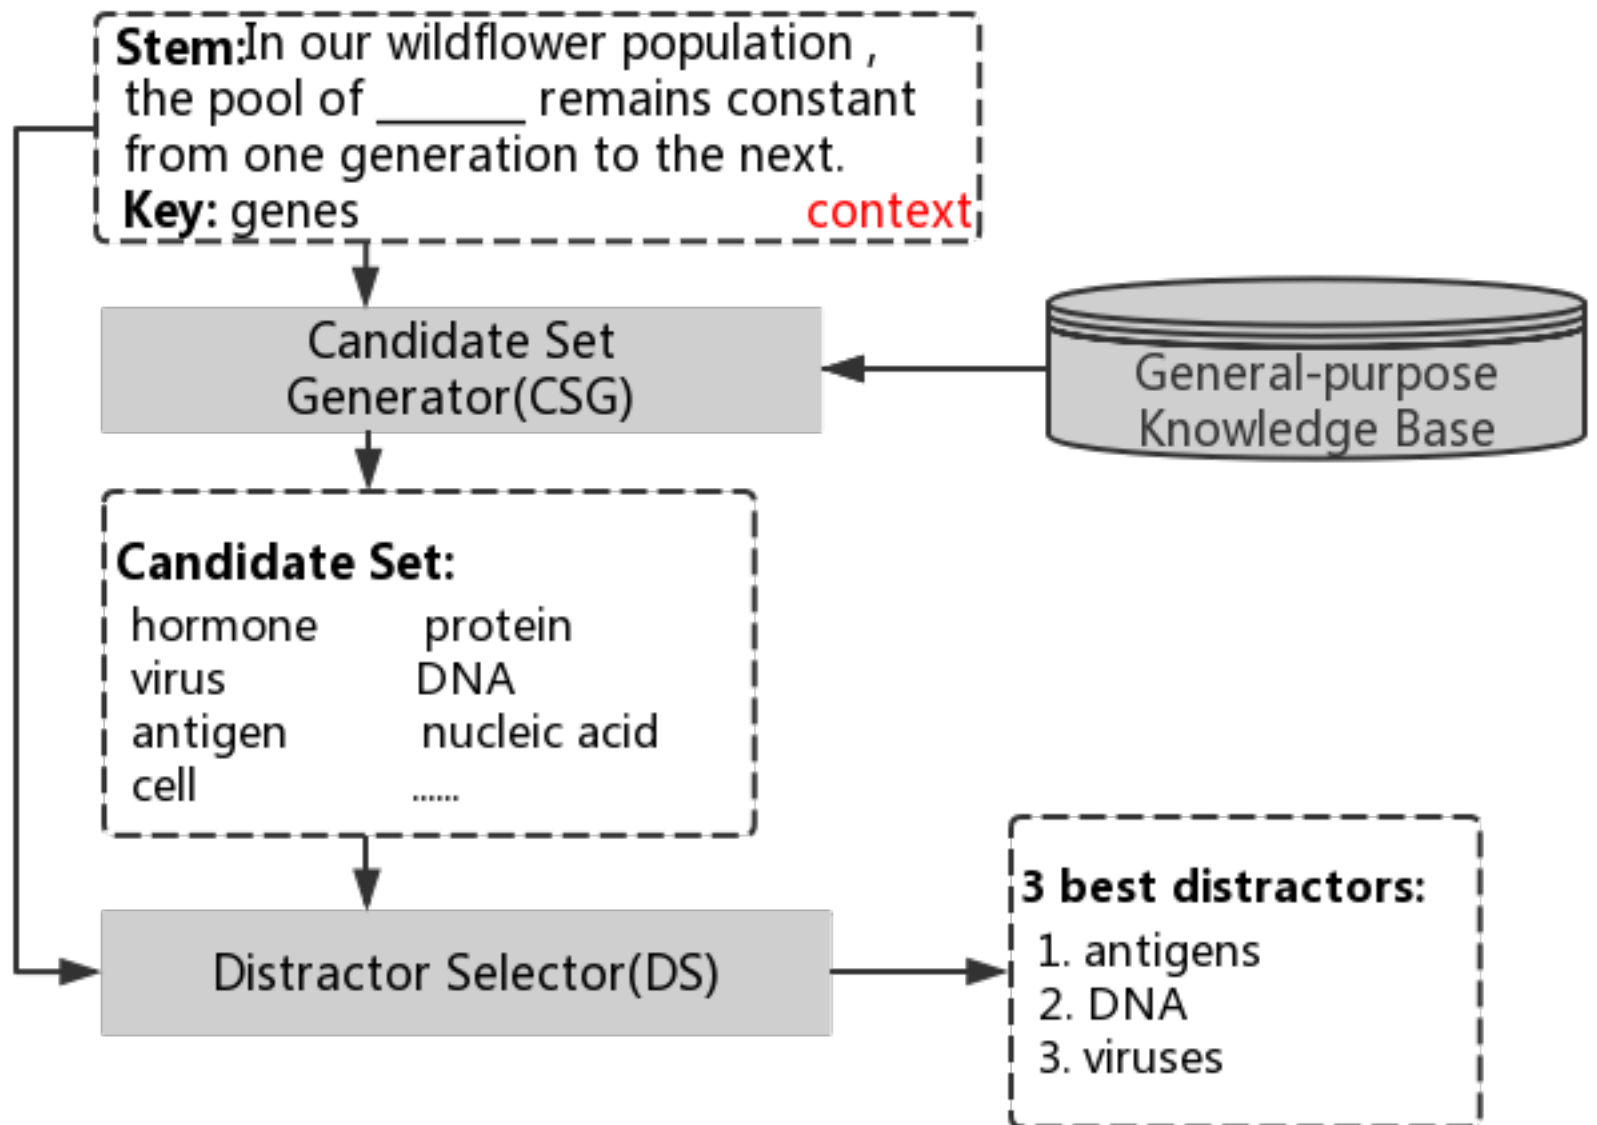 Stem:In our wildflower population ,
the pool of ______ remains constant
from one generation to the next.
Key: genes
context
Candidate Set
Generator(CSG)
General-purpose
Knowledge Base
Candidate Set:
hormone protein
virus DNA
antigen nucleic acid
cell ......
Distractor Selector(DS)
3 best distractors:
1. antigens
2. DNA
3. viruses